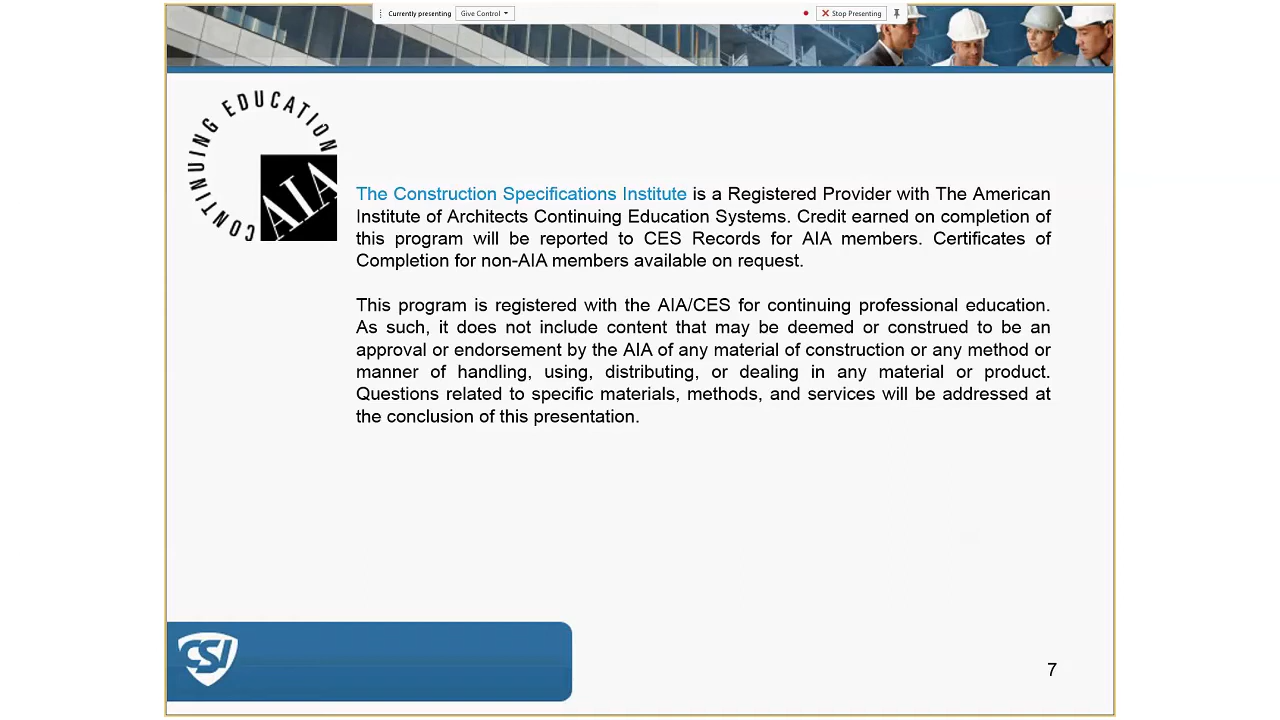 Currently presenting Give Control Stop Presenting
CONTINUING EDUCATION
AIA
The Construction Specifications Institute is a Registered Provider with The American
Institute of Architects Continuing Education Systems. Credit earned on completion of
this program will be reported to CES Records for AIA members. Certificates of
Completion for non-AIA members available on request.
This program is registered with the AIA/CES for continuing professional education.
As such, it does not include content that may be deemed or construed to be an
approval or endorsement by the AIA of any material of construction or any method or
manner of handling, using, distributing, or dealing in any material or product.
Questions related to specific materials, methods, and services will be addressed at
the conclusion of this presentation.
CSI
7